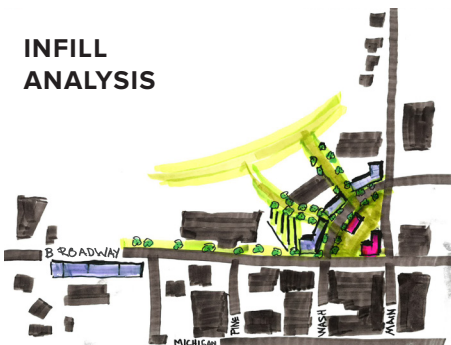 INFILL
ANALYSIS
BROADWAY
PINE
WASH
MAIN
MICHIGAN